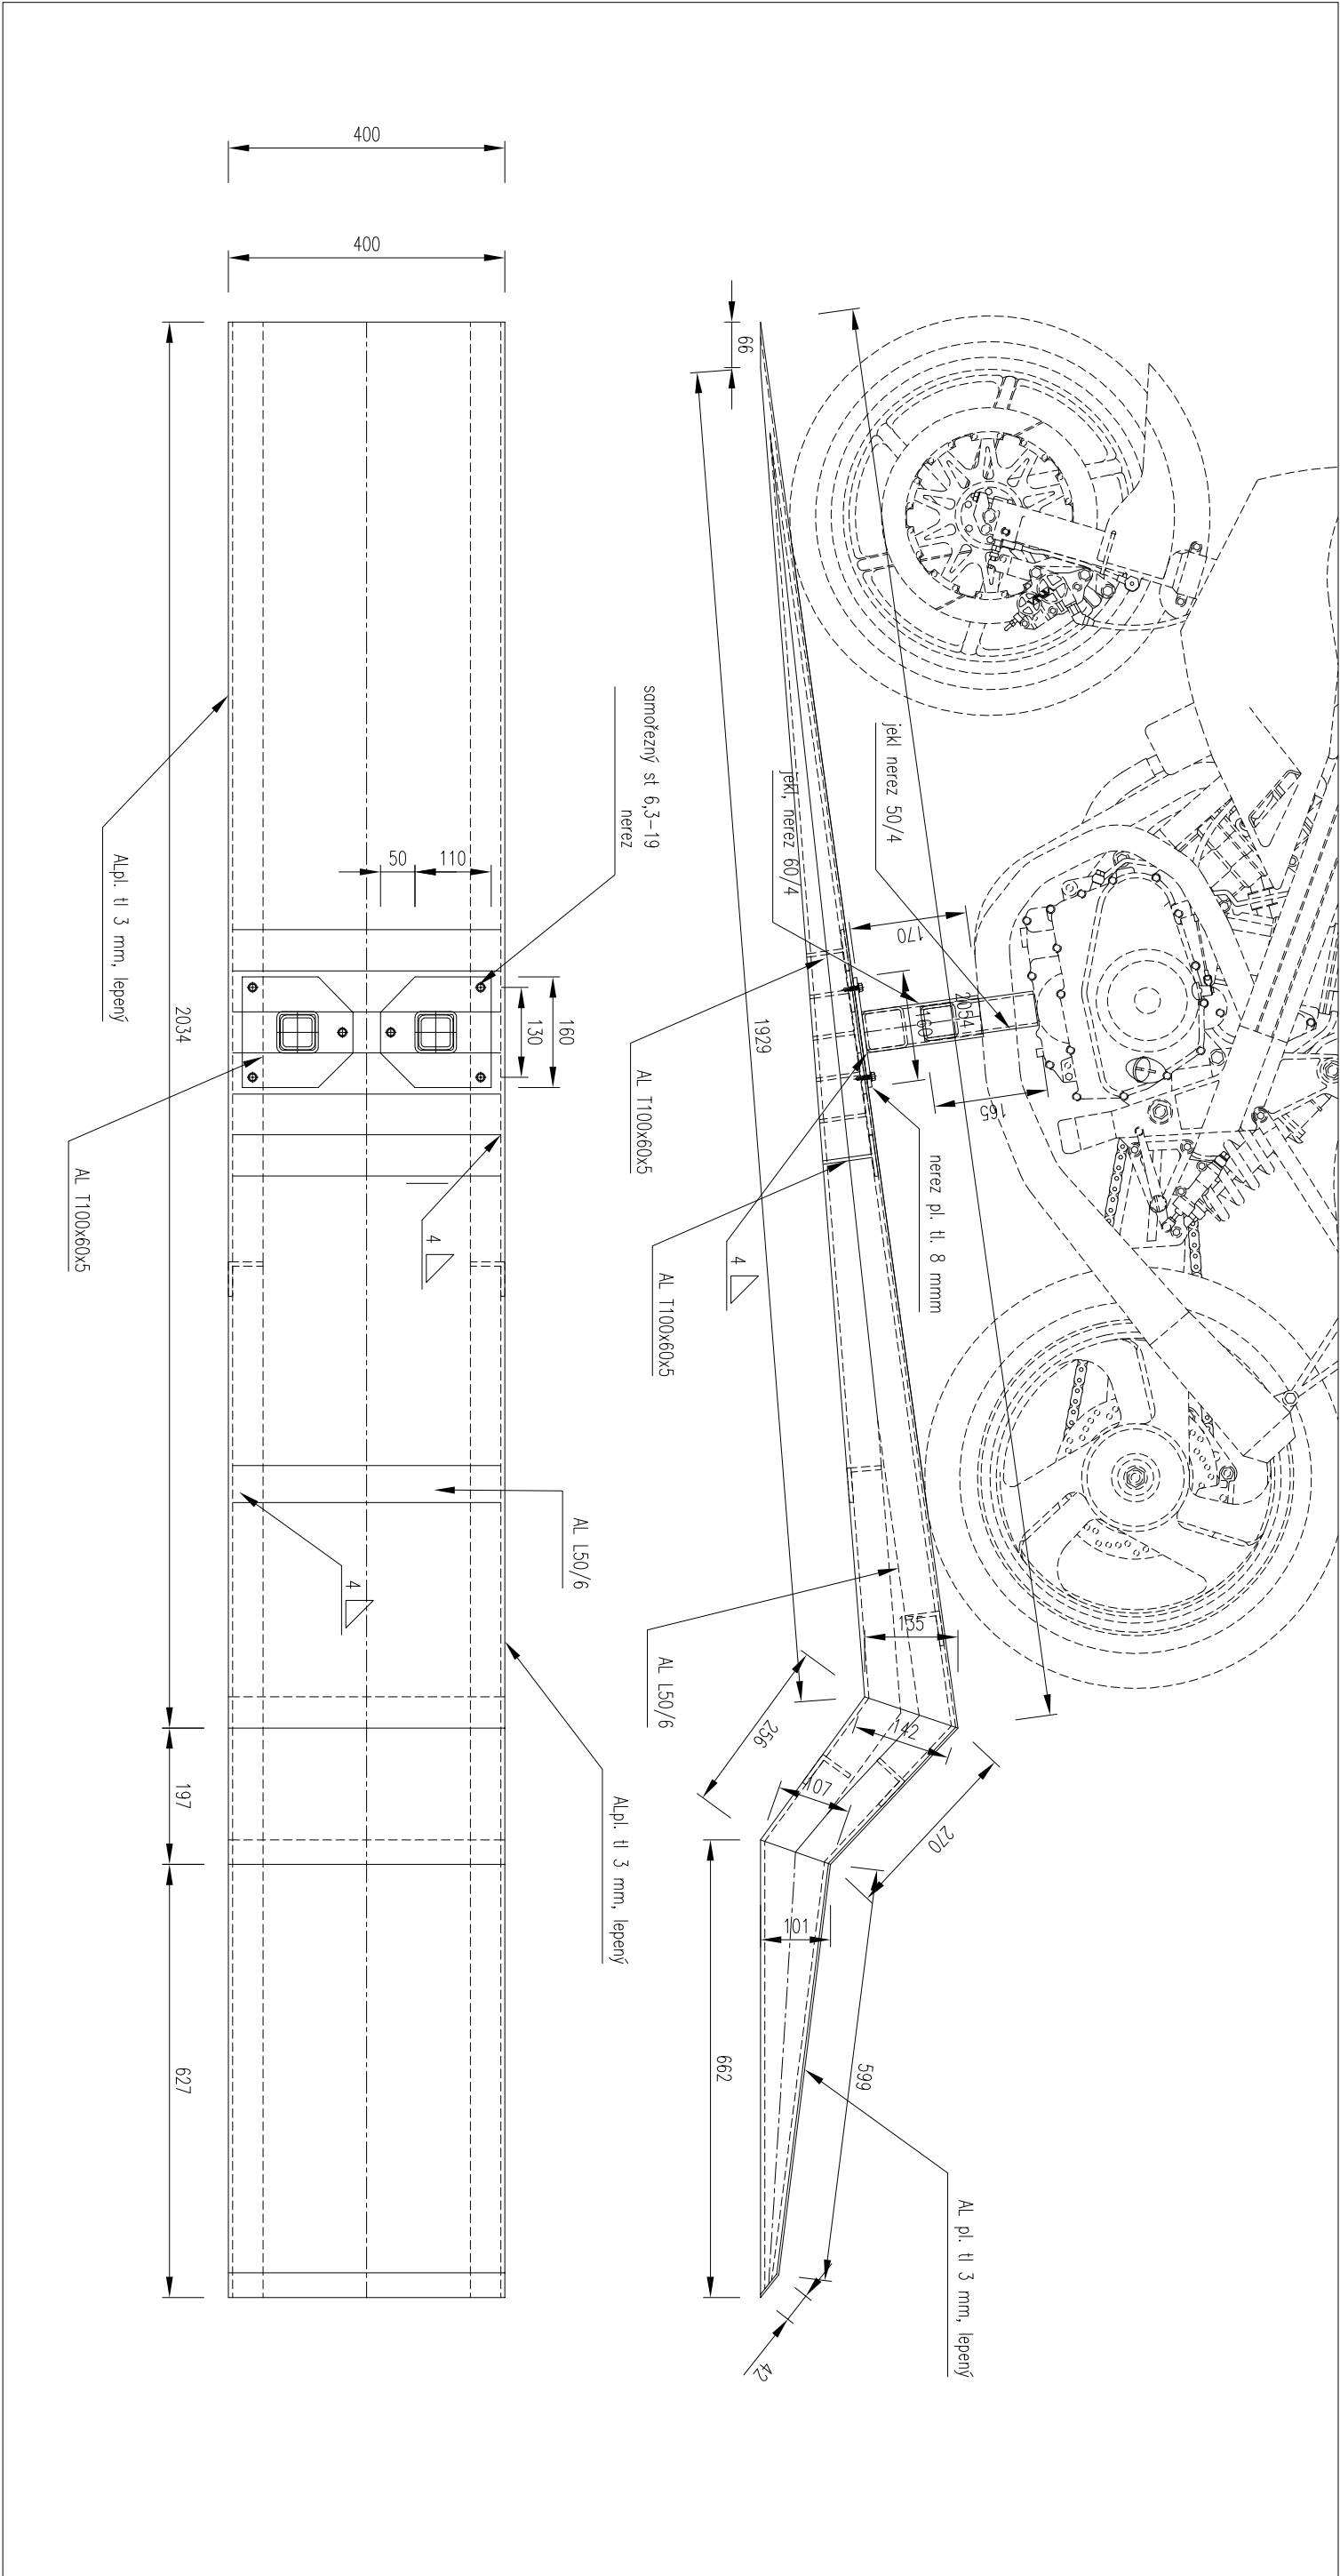 400
400
66
jekl nerez 50/4
jekl, nerez 60/4
samořezný st 6,3-19
nerez
170
2054
160
165
1929
50
110
130
160
ALpl. tl 3 mm, lepený
2034
AL T100x60x5
AL T100x60x5
AL T100x60x5
nerez pl. tl. 8 mmm
4
4
4
AL L50/6
AL L50/6
135
142
256
107
270
197
ALpl. tl 3 mm, lepený
101
599
662
627
AL pl. tl 3 mm, lepený
42